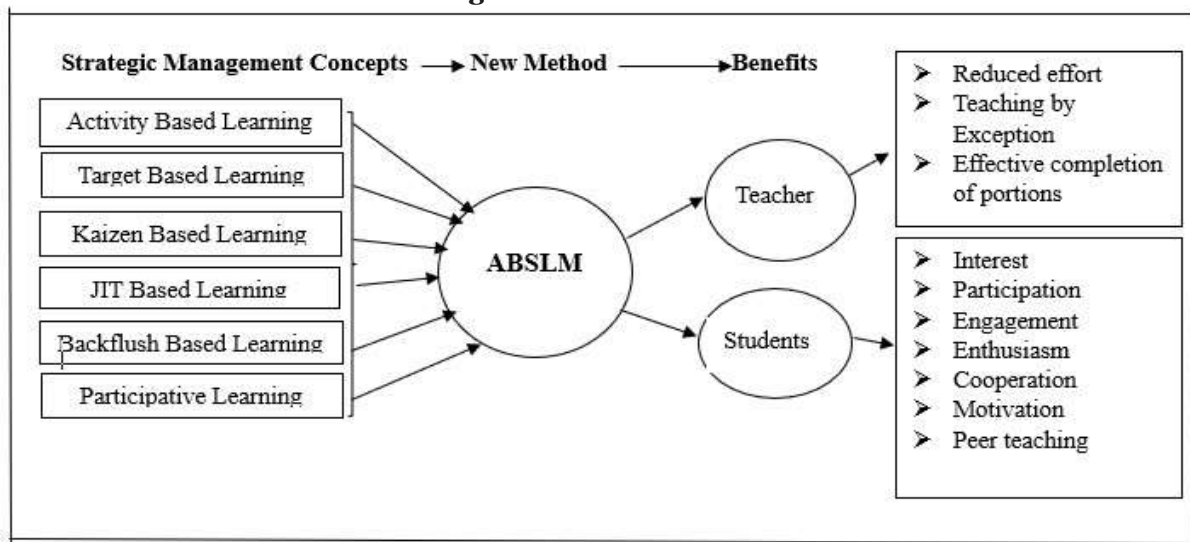 Strategic Management Concepts New Method Benefits
Activity Based Learning
Target Based Learning
Kaizen Based Learning
JIT Based Learning
Backflush Based Learning
Participative Learning
ABSLM
Teacher
Students
Reduced effort
Teaching by
Exception
Effective completion
of portions
Interest
Participation
Engagement
Enthusiasm
Cooperation
Motivation
Peer teaching